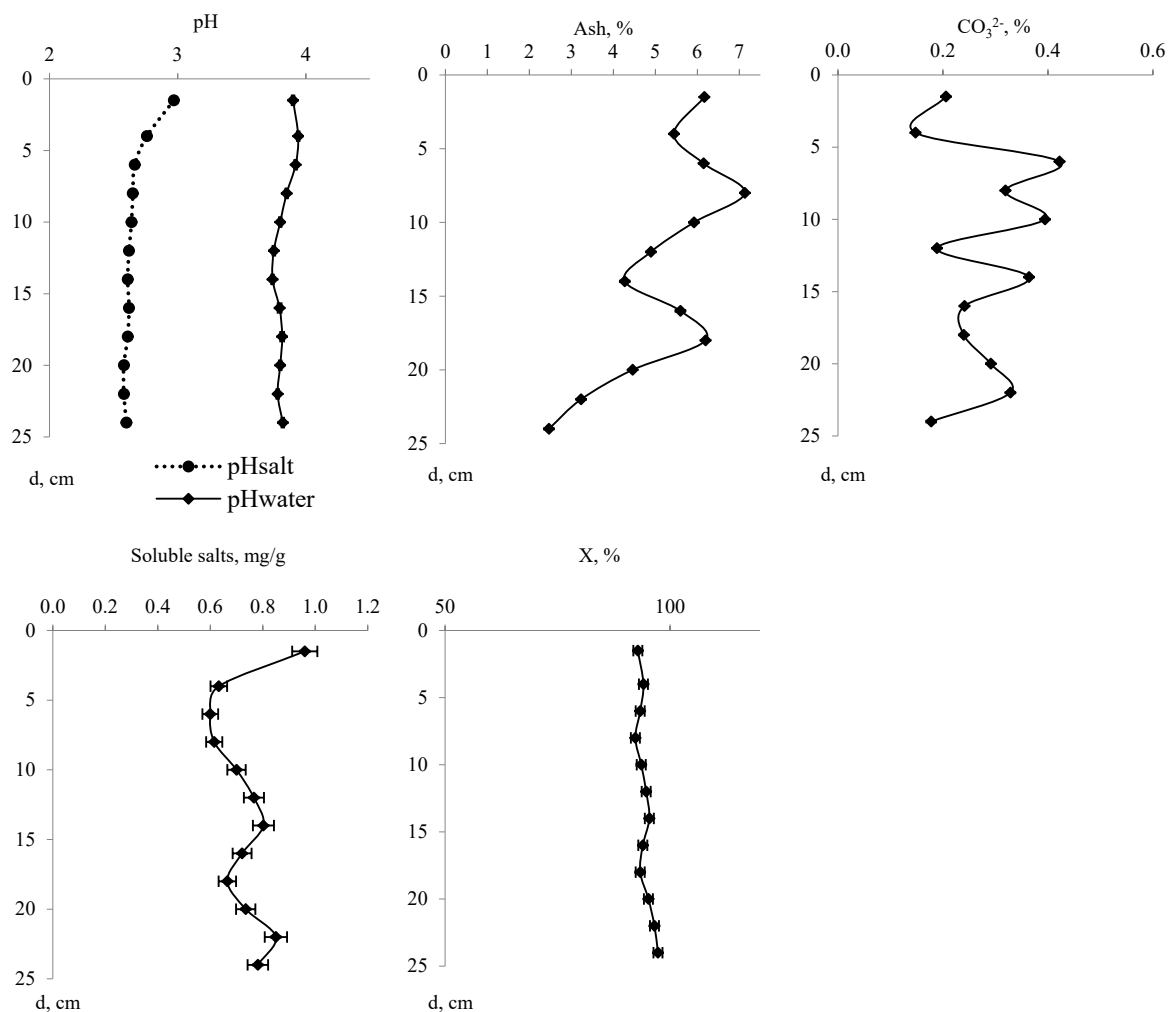 pH
2 3 4
0
5
10
15
20
25
d, cm
pHsalt
pHwater
Ash, %
0 1 2 3 4 5 6 7
0
5
10
15
20
25
d, cm
CO₃²⁻, %
0.0 0.2 0.4 0.6
0
5
10
15
20
25
d, cm
Soluble salts, mg/g
0.0 0.2 0.4 0.6 0.8 1.0 1.2
0
5
10
15
20
25
d, cm
X, %
50 100
0
5
10
15
20
25
d, cm